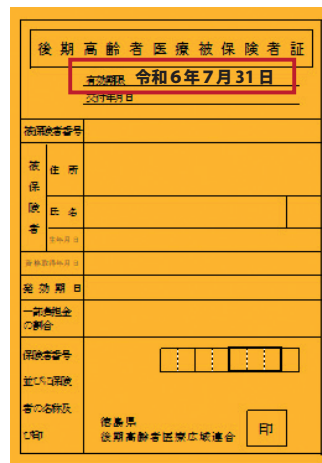 後期高齢者医療被保険者証
有効期限 令和6年7月31日
交付年月日
被保険者番号
被保険者
住所
氏名
生年月日
資格取得年月日
発効期日
一部負担金
の割合
保険者番号
並びに保険
者の名称及
び印
徳島県
後期高齢者医療広域連合
印